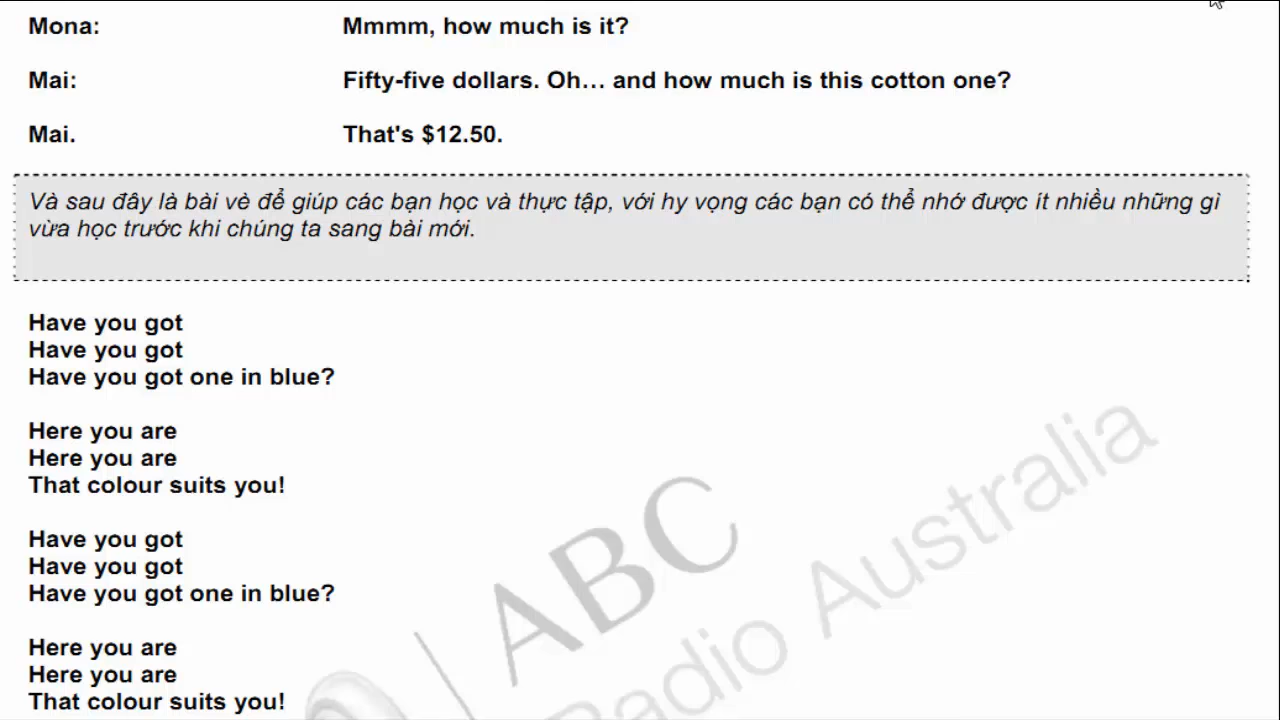 Mona: Mmmm, how much is it?
Mai: Fifty-five dollars. Oh… and how much is this cotton one?
Mai. That's $12.50.
Và sau đây là bài vè để giúp các bạn học và thực tập, với hy vọng các bạn có thể nhớ được ít nhiều những gì
vừa học trước khi chúng ta sang bài mới.
Have you got
Have you got
Have you got one in blue?
Here you are
Here you are
That colour suits you!
Have you got
Have you got
Have you got one in blue?
Here you are
Here you are
That colour suits you!
ABC
Radio Australia